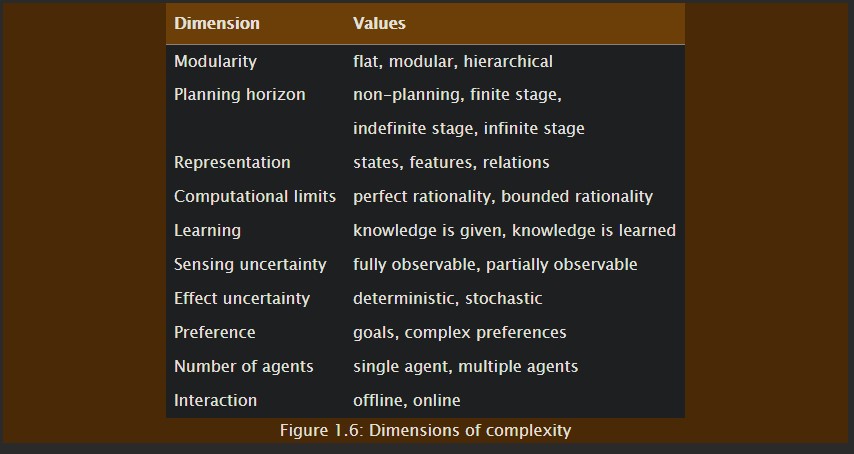 Dimension Values
Modularity flat, modular, hierarchical
Planning horizon non-planning, finite stage,
indefinite stage, infinite stage
Representation states, features, relations
Computational limits perfect rationality, bounded rationality
Learning knowledge is given, knowledge is learned
Sensing uncertainty fully observable, partially observable
Effect uncertainty deterministic, stochastic
Preference goals, complex preferences
Number of agents single agent, multiple agents
Interaction offline, online
Figure 1.6: Dimensions of complexity